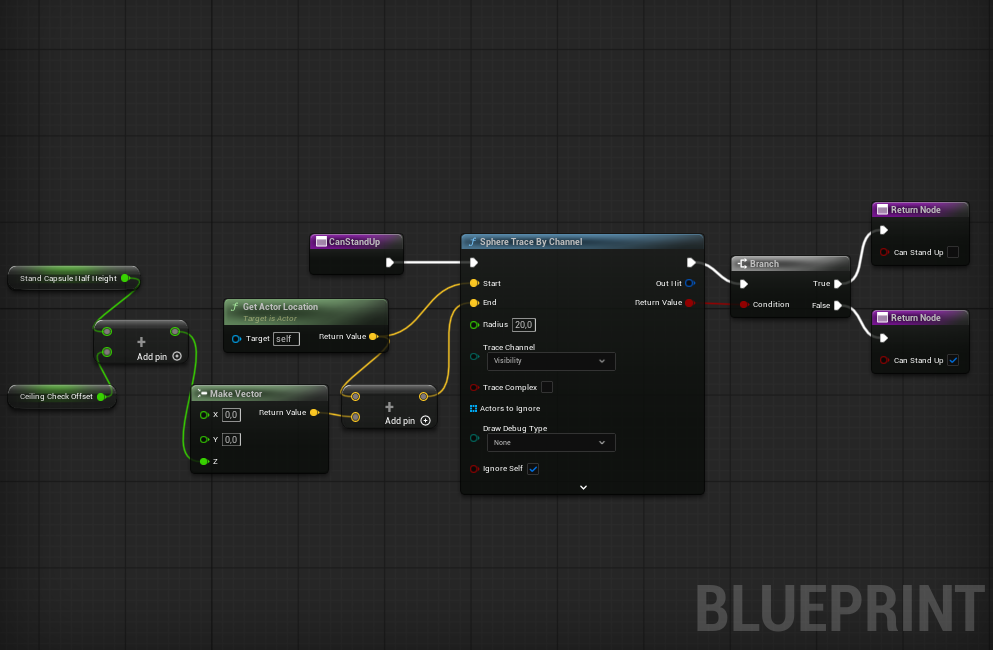 Return Node
Can Stand Up
CanStandUp
Sphere Trace By Channel
Start
Out Hit
End
Return Value
Radius 20,0
Trace Channel
Visibility
Trace Complex
Actors to Ignore
Draw Debug Type
None
Ignore Self
Branch
True
Condition
False
Return Node
Can Stand Up
Stand Capsule Half Height
Get Actor Location
Target is Actor
Target self
Return Value
Add pin
Ceiling Check Offset
Make Vector
X 0,0
Return Value
Y 0,0
Z
Add pin
BLUEPRINT